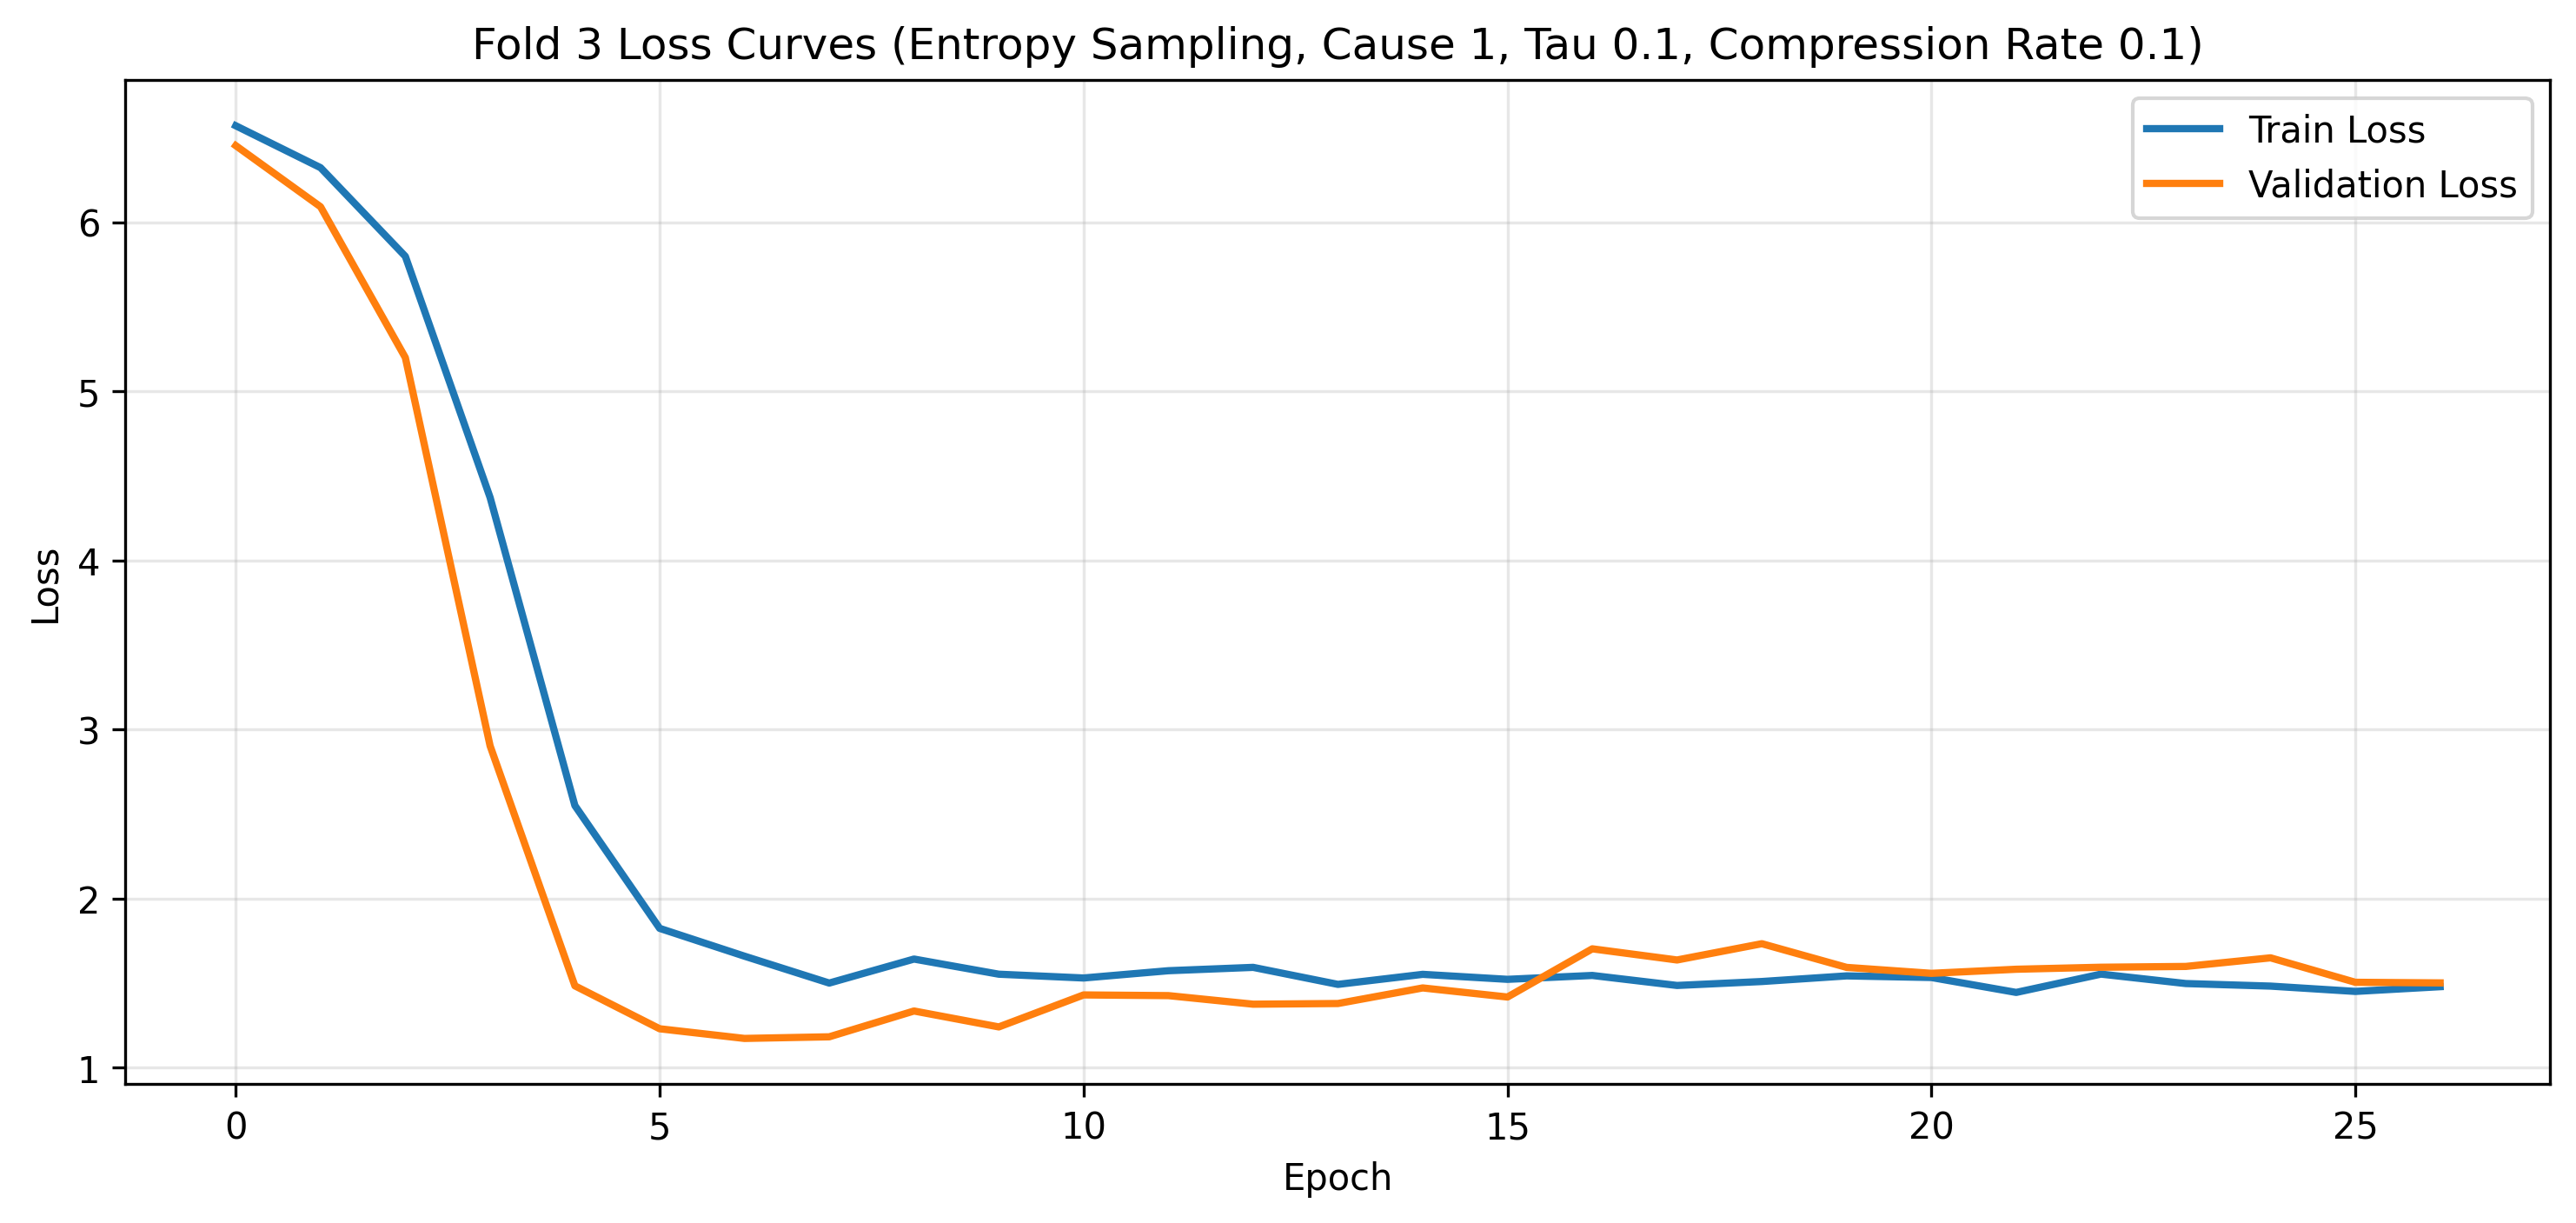 Fold 3 Loss Curves (Entropy Sampling, Cause 1, Tau 0.1, Compression Rate 0.1)
Train Loss
Validation Loss
Loss
6
5
4
3
2
1
0 5 10 15 20 25
Epoch